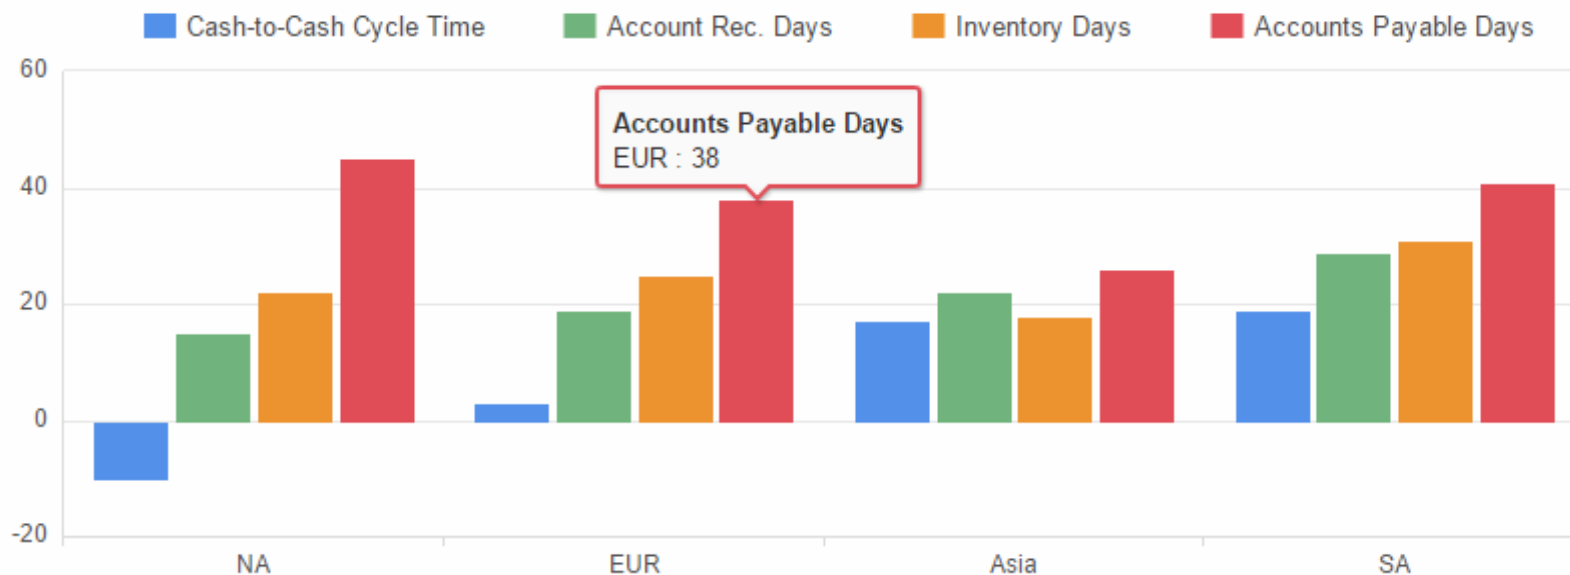 Cash-to-Cash Cycle Time Account Rec. Days Inventory Days Accounts Payable Days
60
Accounts Payable Days
EUR : 38
40
20
0
-20
NA EUR Asia SA